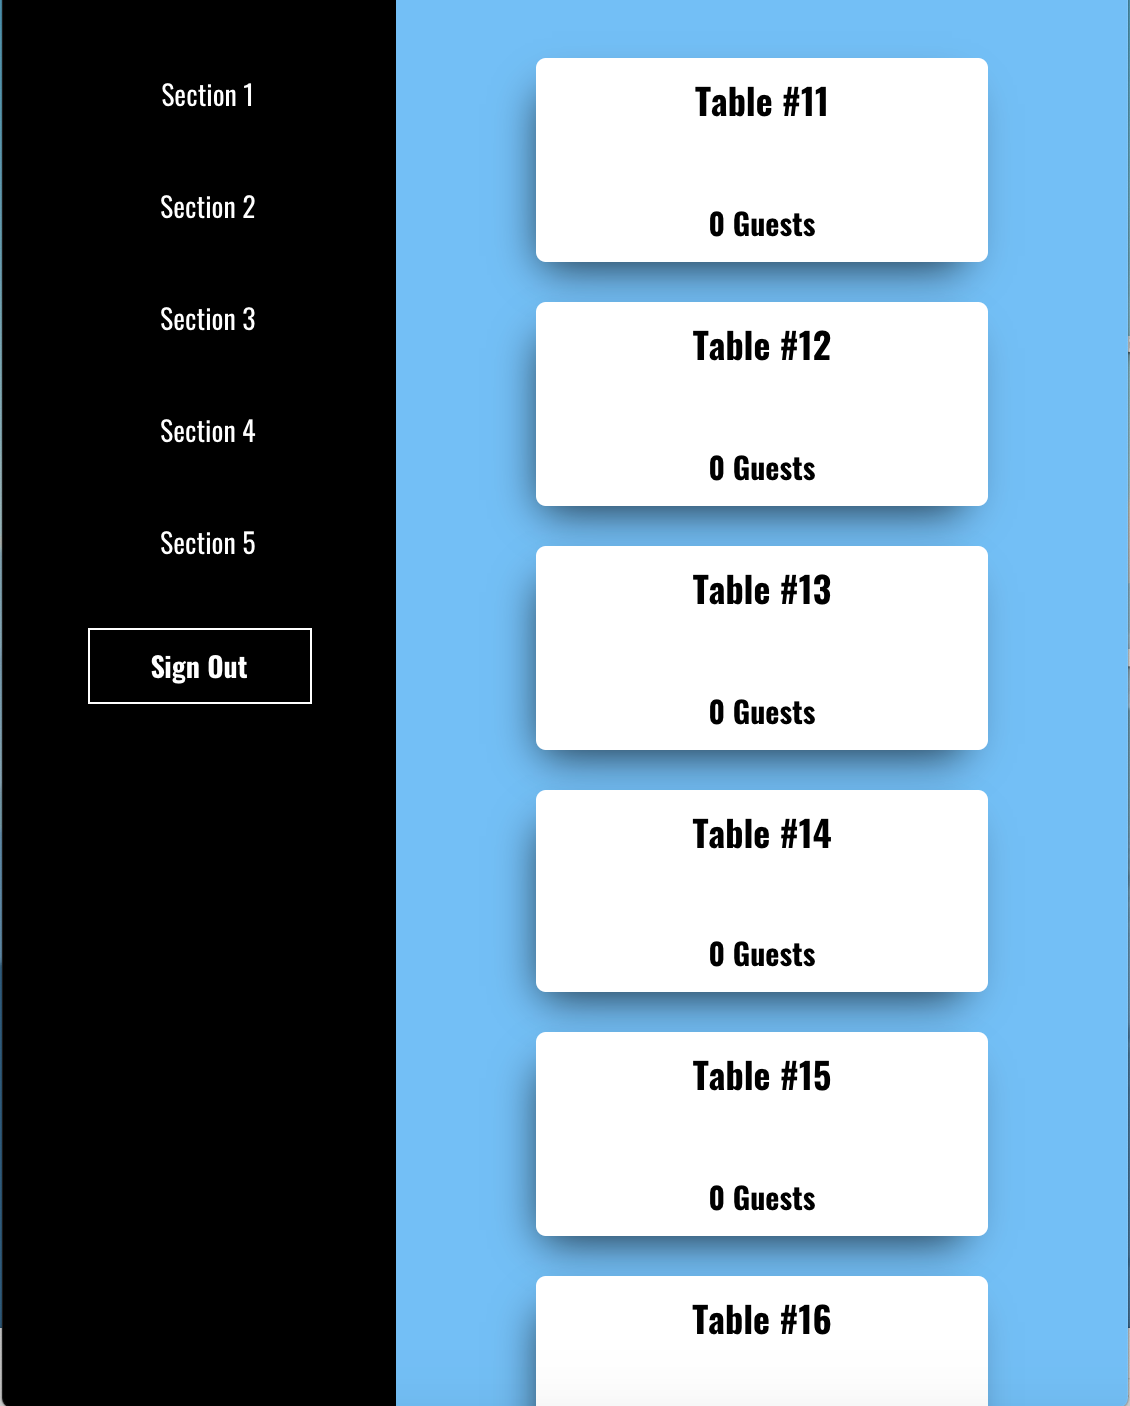 Section 1
Section 2
Section 3
Section 4
Section 5
Sign Out
Table #11
0 Guests
Table #12
0 Guests
Table #13
0 Guests
Table #14
0 Guests
Table #15
0 Guests
Table #16